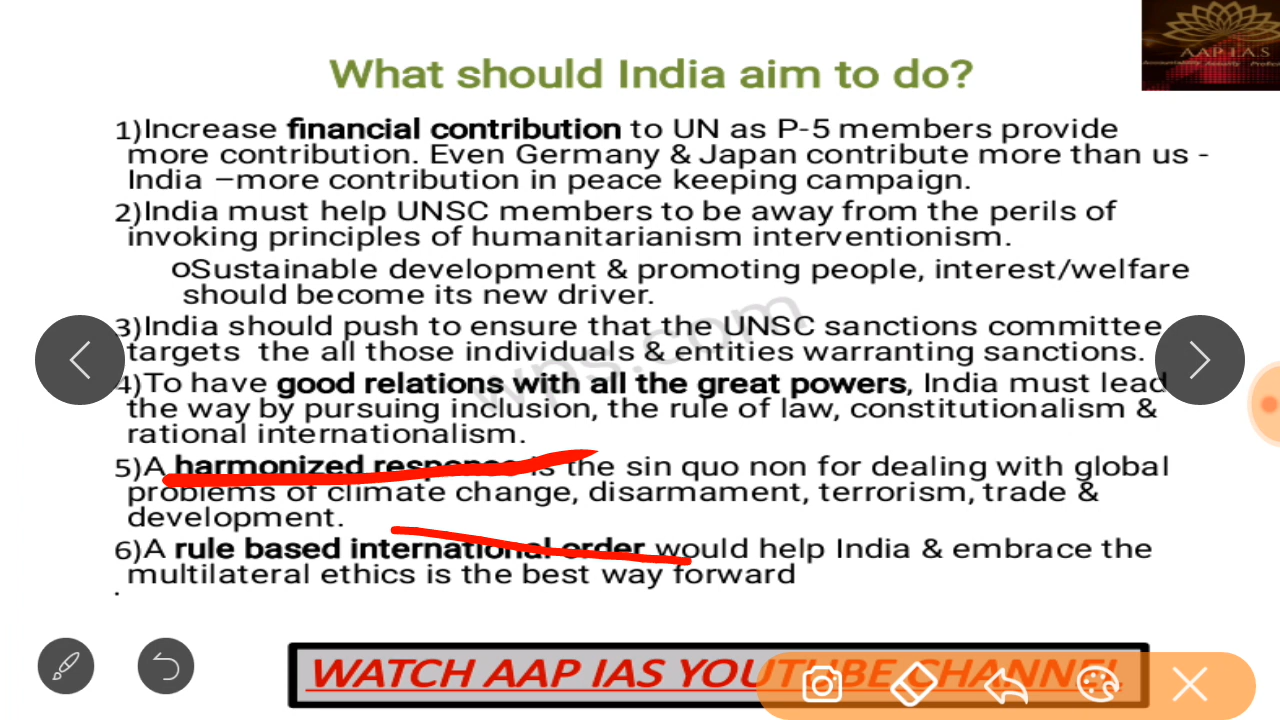 AAP I.A.S
What should India aim to do?
1)Increase financial contribution to UN as P-5 members provide
more contribution. Even Germany & Japan contribute more than us -
India –more contribution in peace keeping campaign.
2)India must help UNSC members to be away from the perils of
invoking principles of humanitarianism interventionism.
oSustainable development & promoting people, interest/welfare
should become its new driver.
3)India should push to ensure that the UNSC sanctions committee
targets the all those individuals & entities warranting sanctions.
4)To have good relations with all the great powers, India must lead
the way by pursuing inclusion, the rule of law, constitutionalism &
rational internationalism.
5)A harmonized response is the sin quo non for dealing with global
problems of climate change, disarmament, terrorism, trade &
development.
6)A rule based international order would help India & embrace the
multilateral ethics is the best way forward
.
wps.com
WATCH AAP IAS YOUTUBE CHANNEL